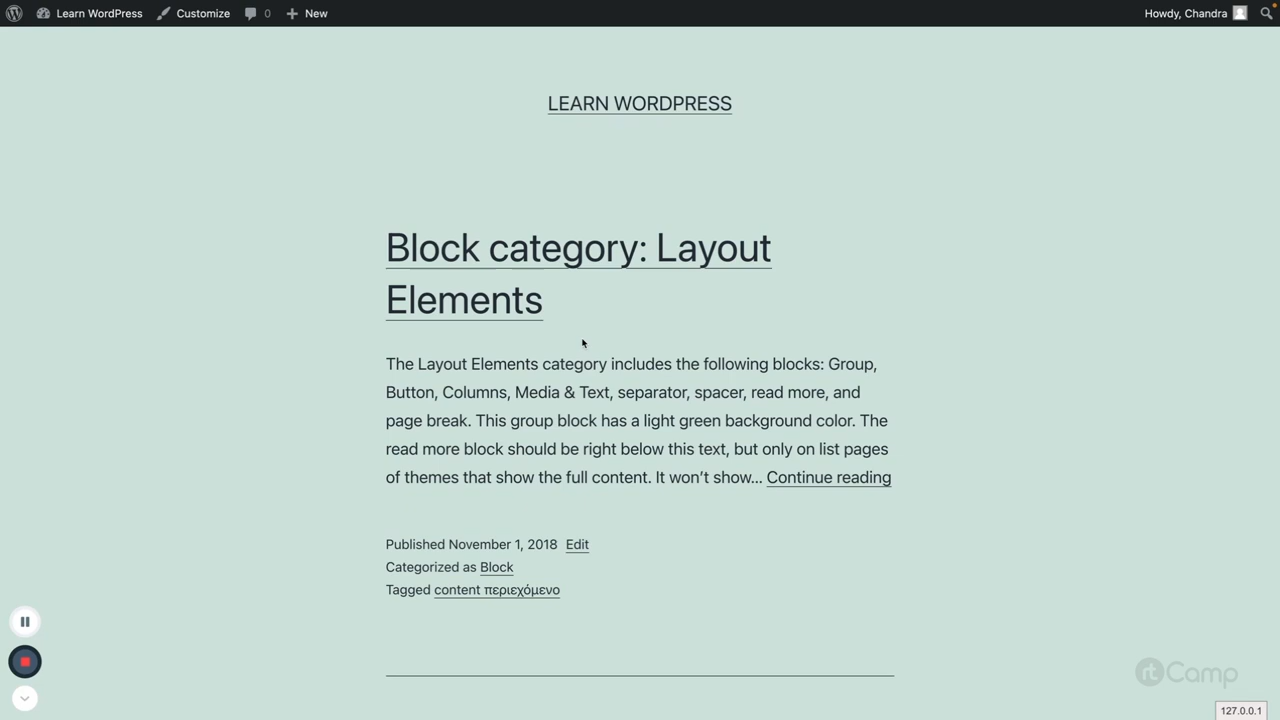 Learn WordPress Customize 0 New Howdy, Chandra
LEARN WORDPRESS
Block category: Layout
Elements
The Layout Elements category includes the following blocks: Group,
Button, Columns, Media & Text, separator, spacer, read more, and
page break. This group block has a light green background color. The
read more block should be right below this text, but only on list pages
of themes that show the full content. It won’t show… Continue reading
Published November 1, 2018 Edit
Categorized as Block
Tagged content περιεχόμενο
rtCamp
127.0.0.1